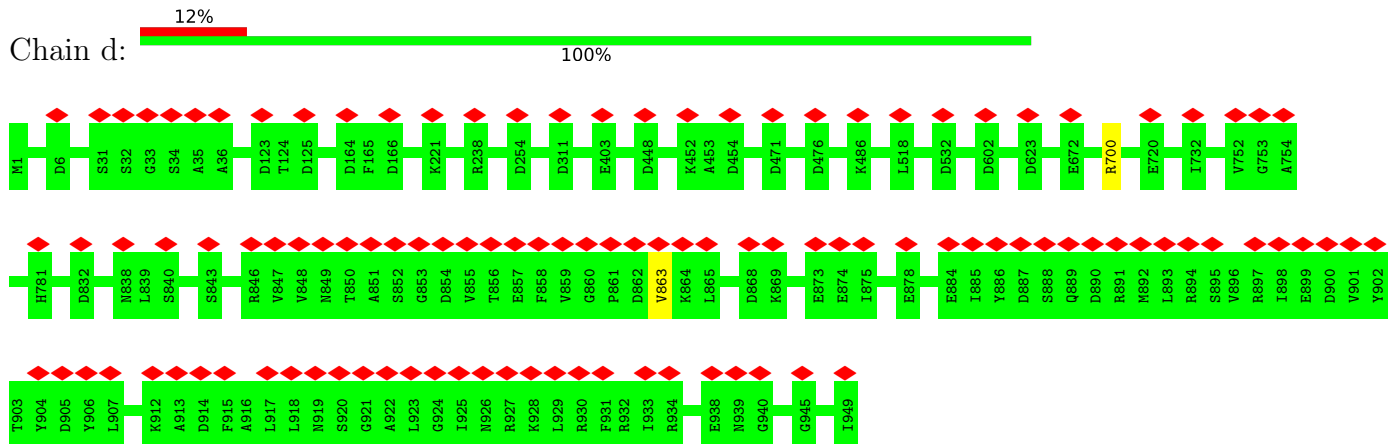 12%
Chain d:
100%
M1 D6 S31 S32 G33 S34 A35 A36 D123 T124 D125 D164 F165 D166 K221 R238 D254 D311 E403 D448 K452 A453 D454 D471 D476 K486 L518 D532 D602 D623 E672 R700 E720 I732 V752 G753 A754
H781 D832 N838 L839 S840 S843 R846 V847 V848 N849 T850 A851 S852 G853 D854 V855 T856 E857 F858 V859 G860 P861 D862 V863 K864 L865 D868 K869 E873 E874 I875 E878 E884 I885 Y886 D887 S888 Q889 D890 R891 M892 L893 R894 S895 V896 R897 I898 E899 D900 V901 Y902
T903 Y904 D905 Y906 L907 K912 A913 D914 F915 A916 L917 L918 N919 S920 G921 A922 L923 G924 I925 N926 R927 K928 L929 R930 F931 R932 I933 R934 E938 N939 G940 G945 I949